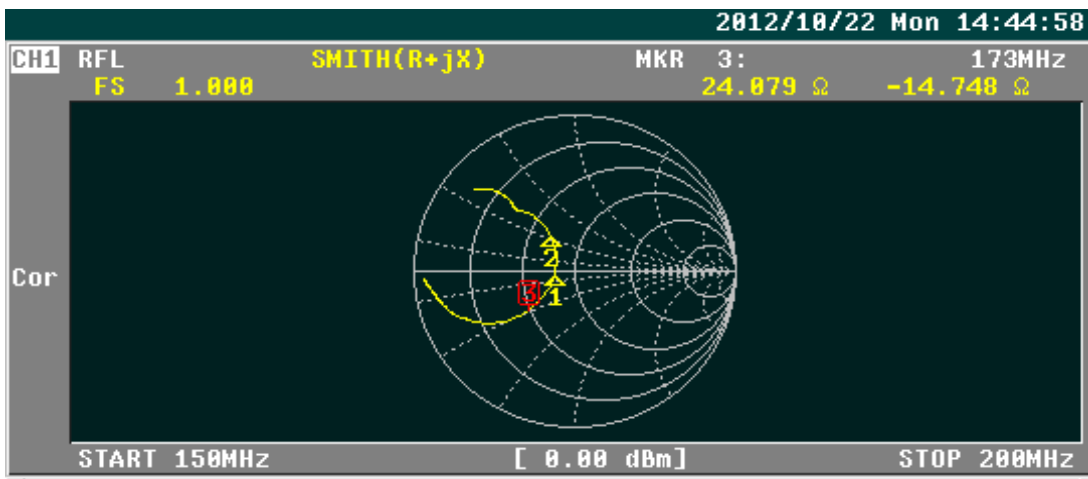 2012/10/22 Mon 14:44:58
CH1 RFL SMITH(R+jX) MKR 3: 173MHz
FS 1.000 24.079 Ω -14.748 Ω
2
Cor
3 1
START 150MHz [ 0.00 dBm] STOP 200MHz